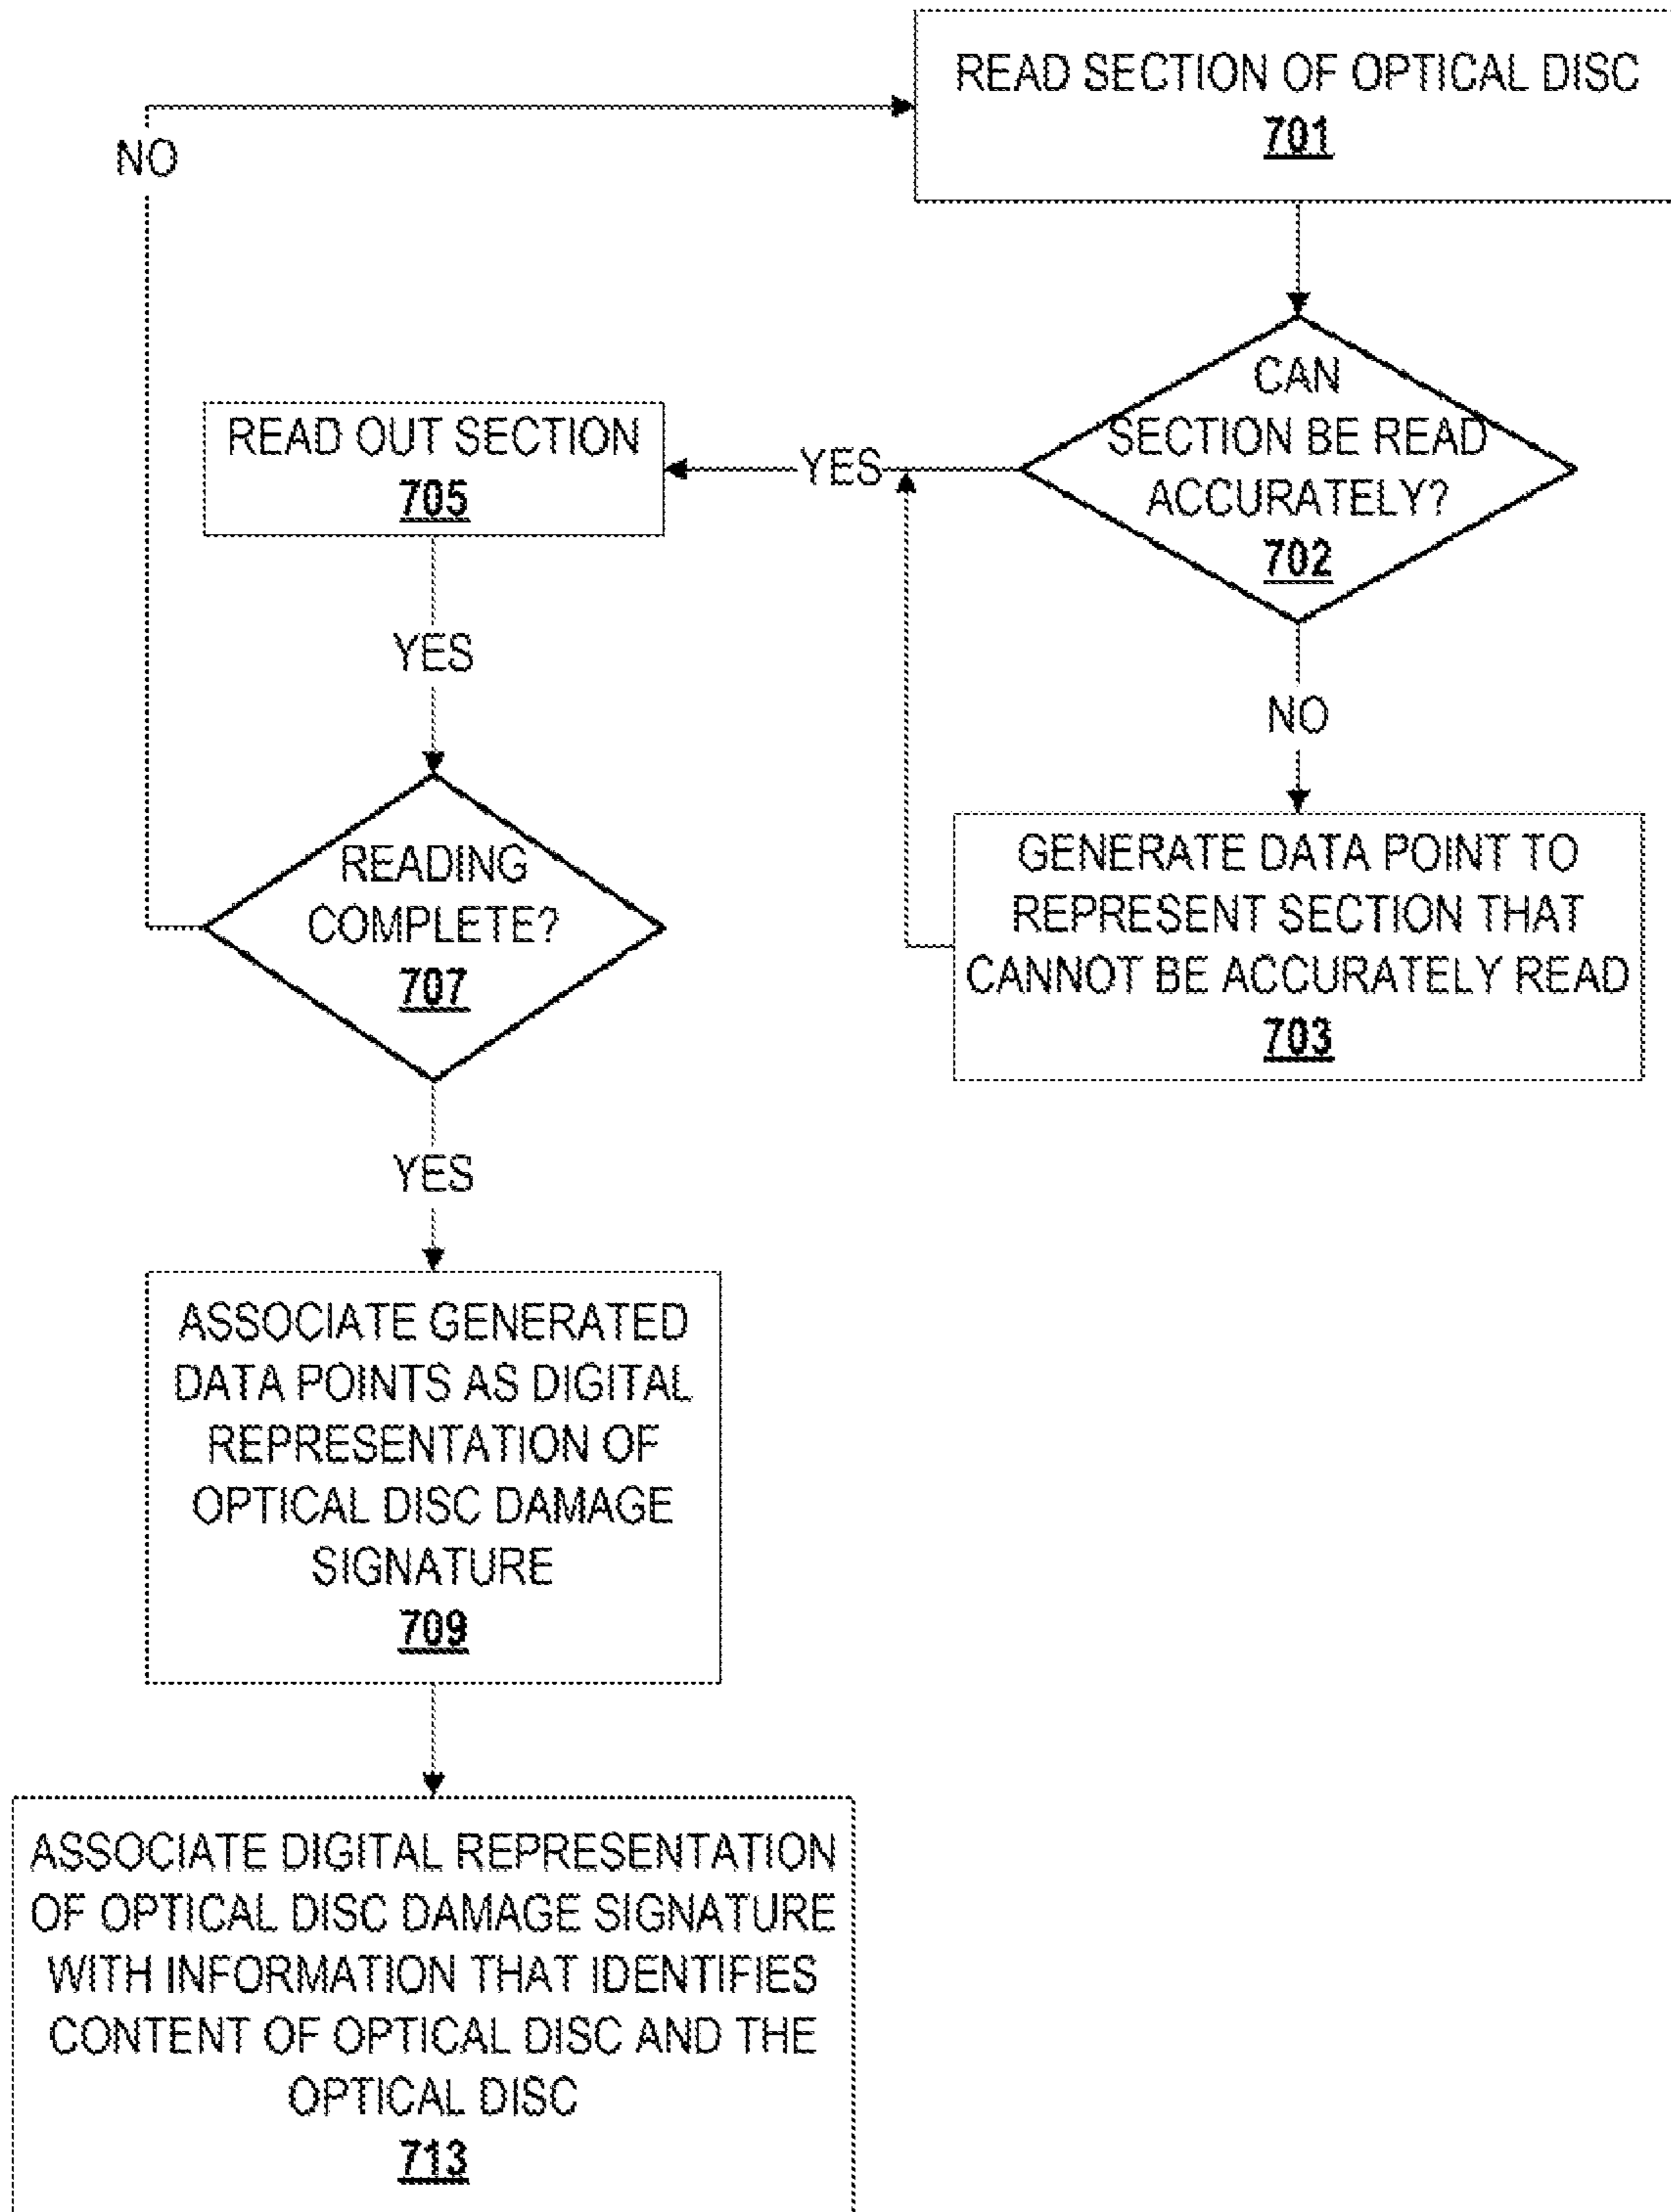 READ SECTION OF OPTICAL DISC
701
NO
CAN
SECTION BE READ
ACCURATELY?
702
YES
READ OUT SECTION
705
YES
NO
GENERATE DATA POINT TO
REPRESENT SECTION THAT
CANNOT BE ACCURATELY READ
703
READING
COMPLETE?
707
YES
ASSOCIATE GENERATED
DATA POINTS AS DIGITAL
REPRESENTATION OF
OPTICAL DISC DAMAGE
SIGNATURE
709
ASSOCIATE DIGITAL REPRESENTATION
OF OPTICAL DISC DAMAGE SIGNATURE
WITH INFORMATION THAT IDENTIFIES
CONTENT OF OPTICAL DISC AND THE
OPTICAL DISC
713